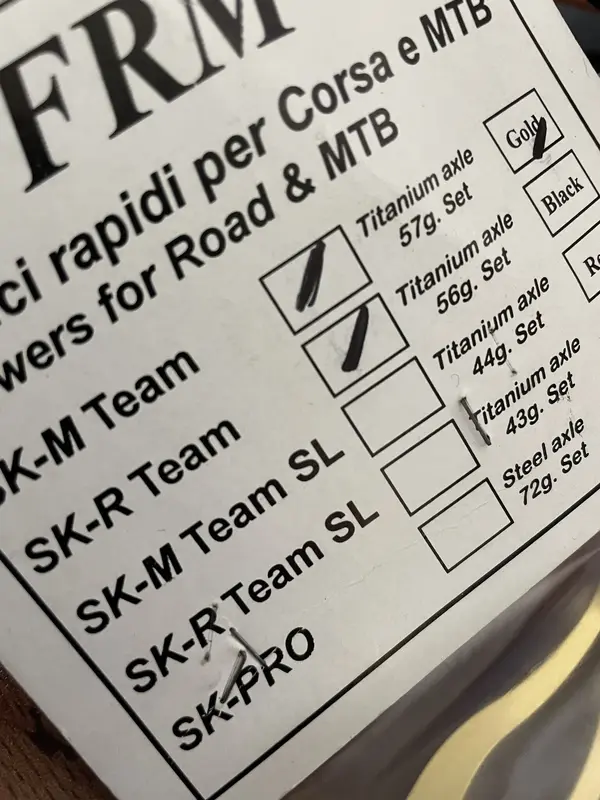 FRM
ci rapidi per Corsa e MTB
wers for Road & MTB
SK-M Team
Titanium axle
57g. Set
SK-R Team
Titanium axle
56g. Set
SK-M Team SL
Titanium axle
44g. Set
SK-R Team SL
Titanium axle
43g. Set
SK-PRO
Steel axle
72g. Set
Gold
Black